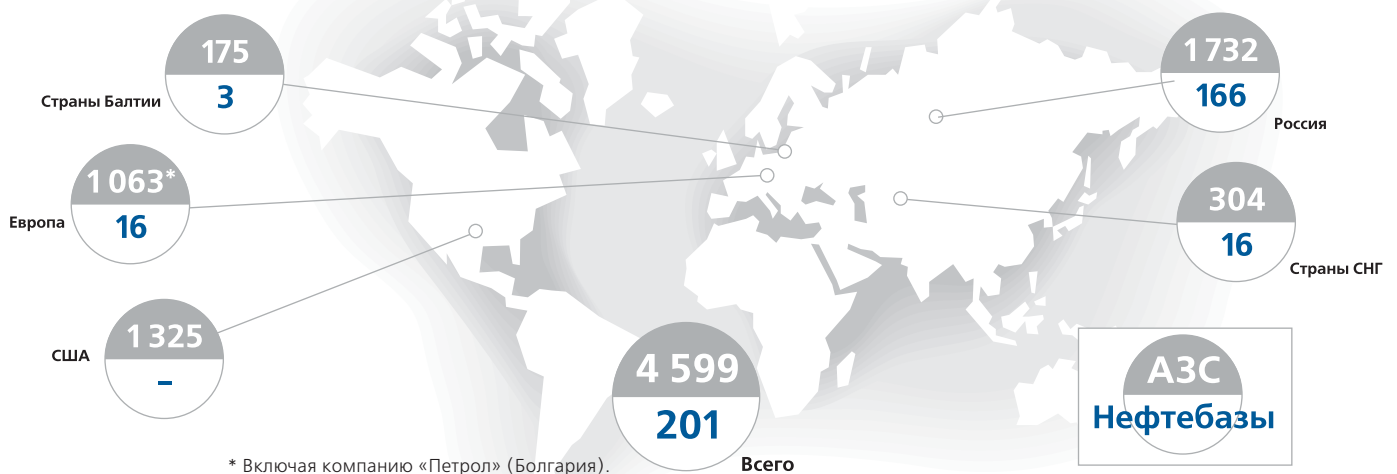 175
3
Страны Балтии
1 063*
16
Европа
1 325
–
США
4 599
201
Всего
1 732
166
Россия
304
16
Страны СНГ
АЗС
Нефтебазы
* Включая компанию «Петрол» (Болгария).